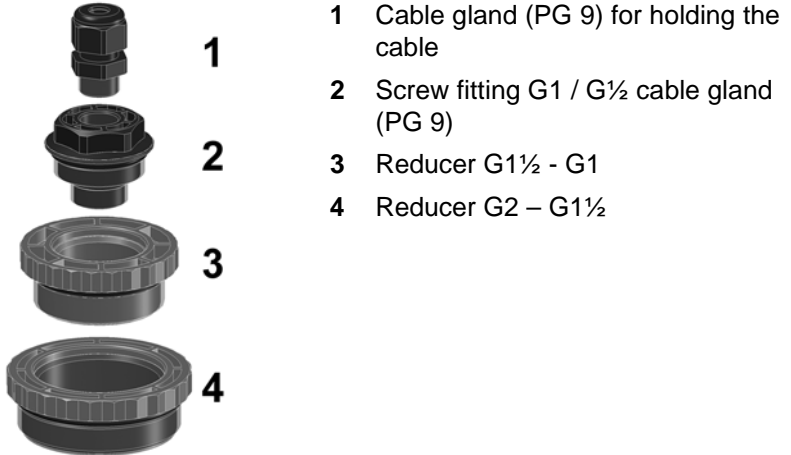 1
2
3
4
1 Cable gland (PG 9) for holding the
cable
2 Screw fitting G1 / G½ cable gland
(PG 9)
3 Reducer G1½ - G1
4 Reducer G2 – G1½